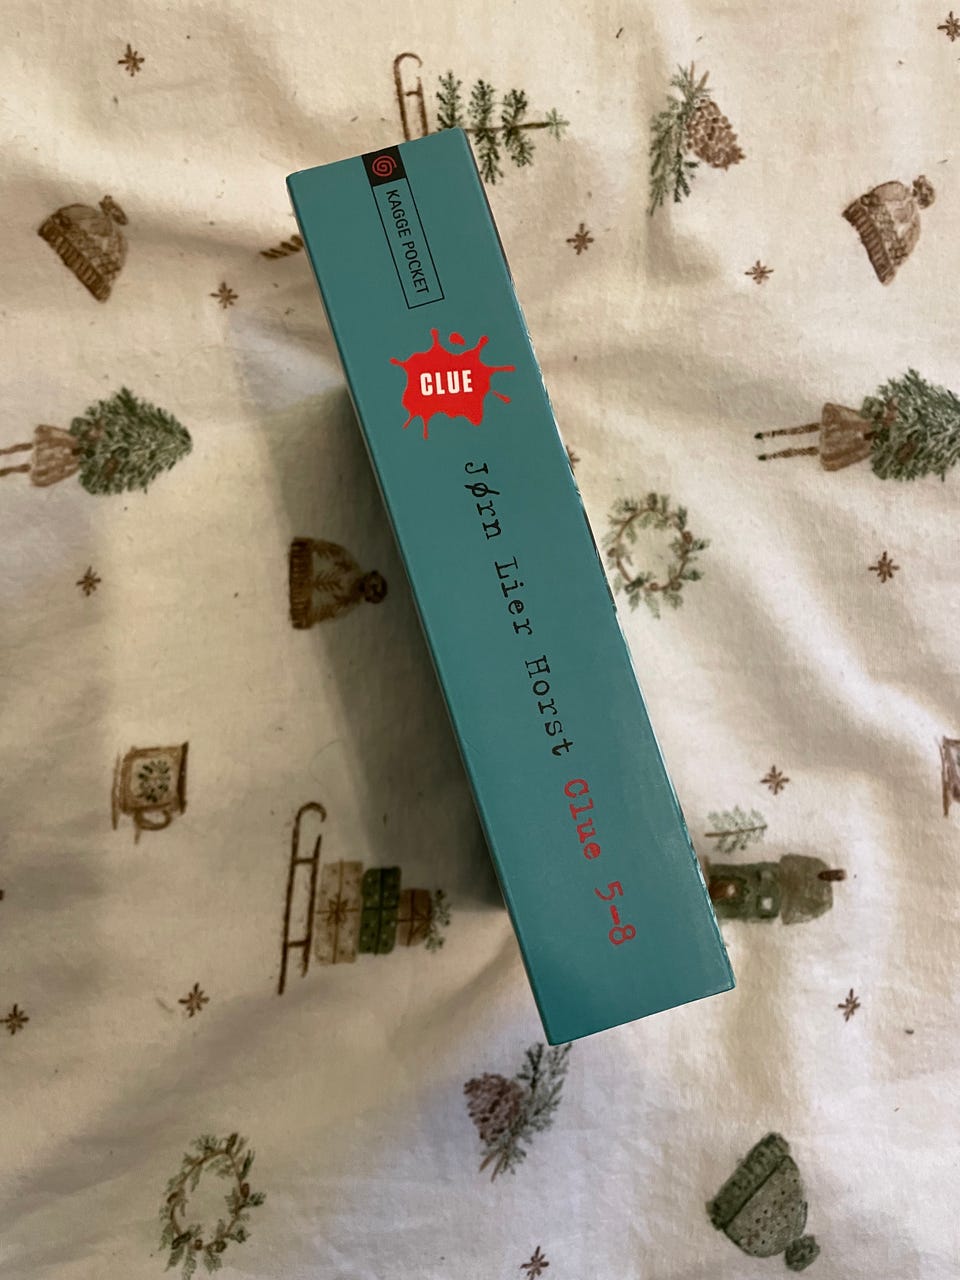 KAGGE POCKET
CLUE
Jørn Lier Horst Clue 5-8